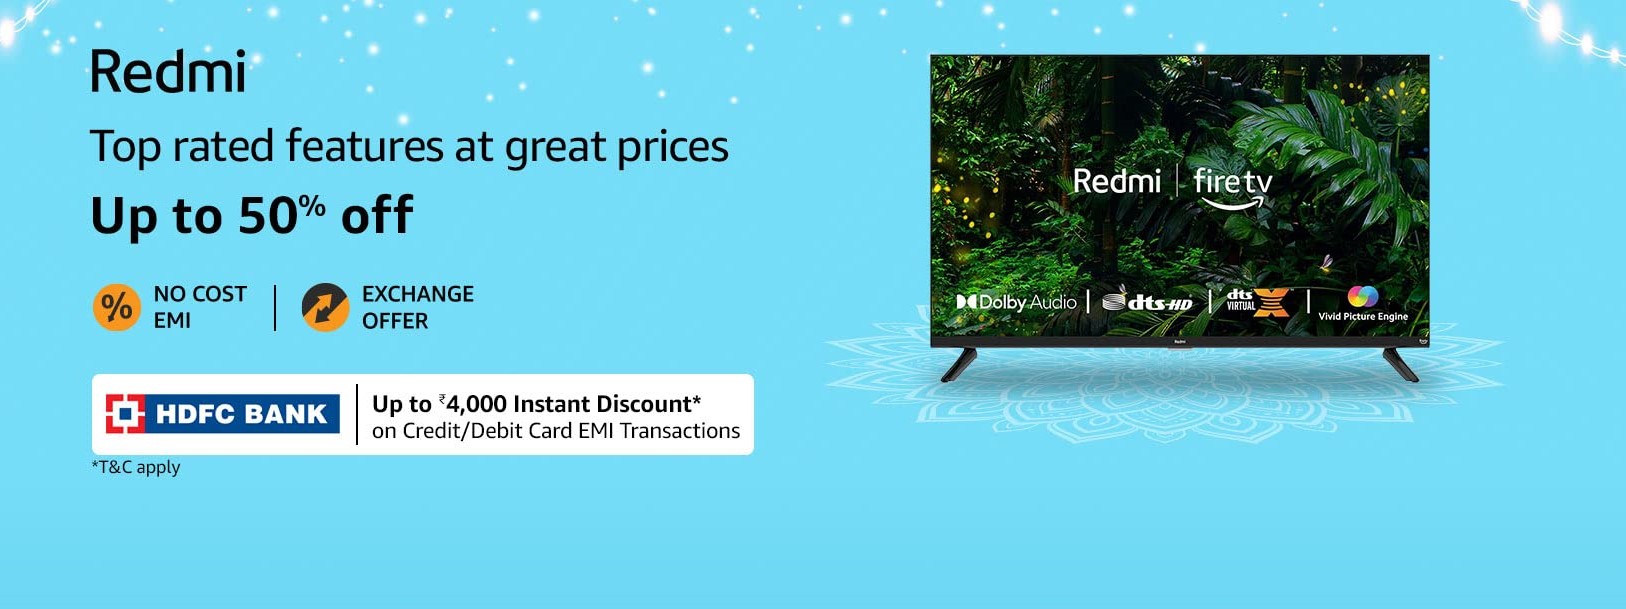 Redmi
Top rated features at great prices
Up to 50% off
% NO COST
EMI
EXCHANGE
OFFER
HDFC BANK
Up to ₹4,000 Instant Discount*
on Credit/Debit Card EMI Transactions
*T&C apply
Redmi | fire tv
Dolby Audio | dts-HD | dts VIRTUAL X | Vivid Picture Engine
Redmi